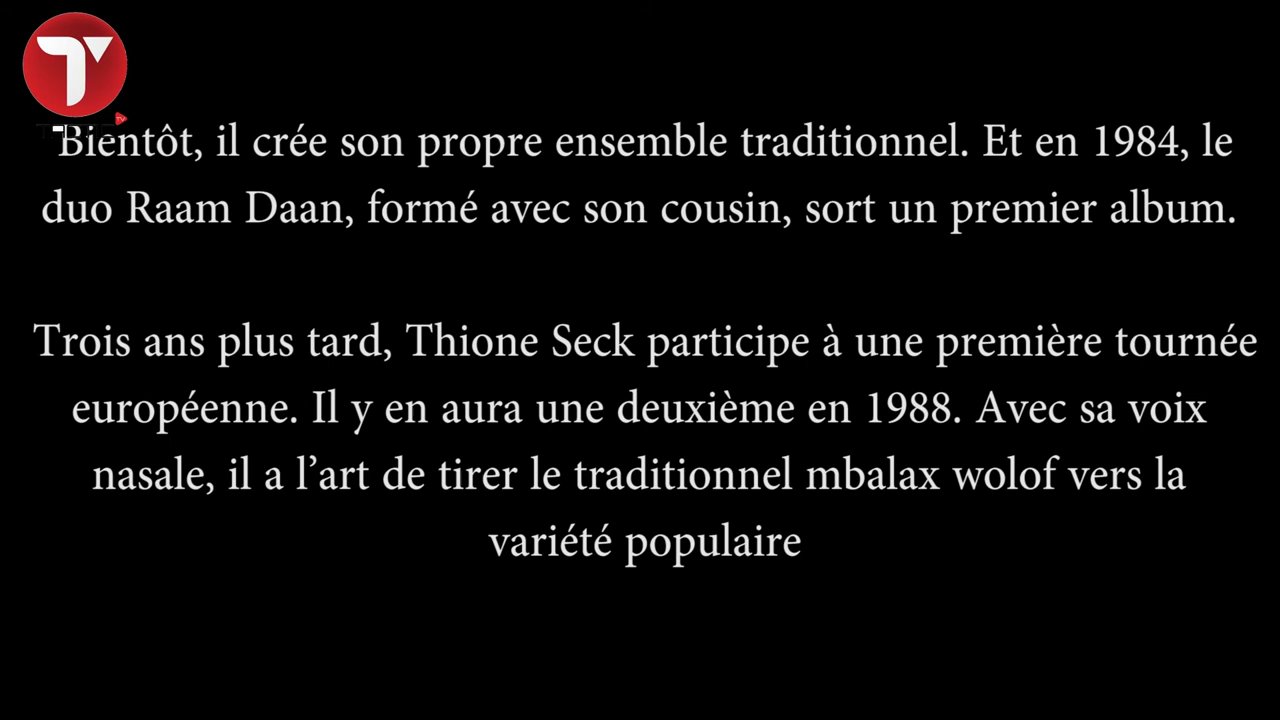 Bientôt, il crée son propre ensemble traditionnel. Et en 1984, le
duo Raam Daan, formé avec son cousin, sort un premier album.
Trois ans plus tard, Thione Seck participe à une première tournée
européenne. Il y en aura une deuxième en 1988. Avec sa voix
nasale, il a l’art de tirer le traditionnel mbalax wolof vers la
variété populaire